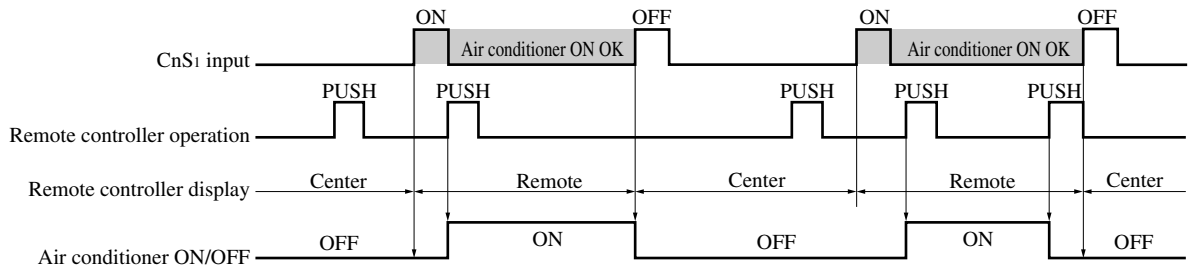 ON OFF ON OFF
CnS1 input Air conditioner ON OK Air conditioner ON OK
PUSH PUSH PUSH PUSH PUSH
Remote controller operation
Remote controller display Center Remote Center Remote Center
Air conditioner ON/OFF OFF ON OFF ON OFF